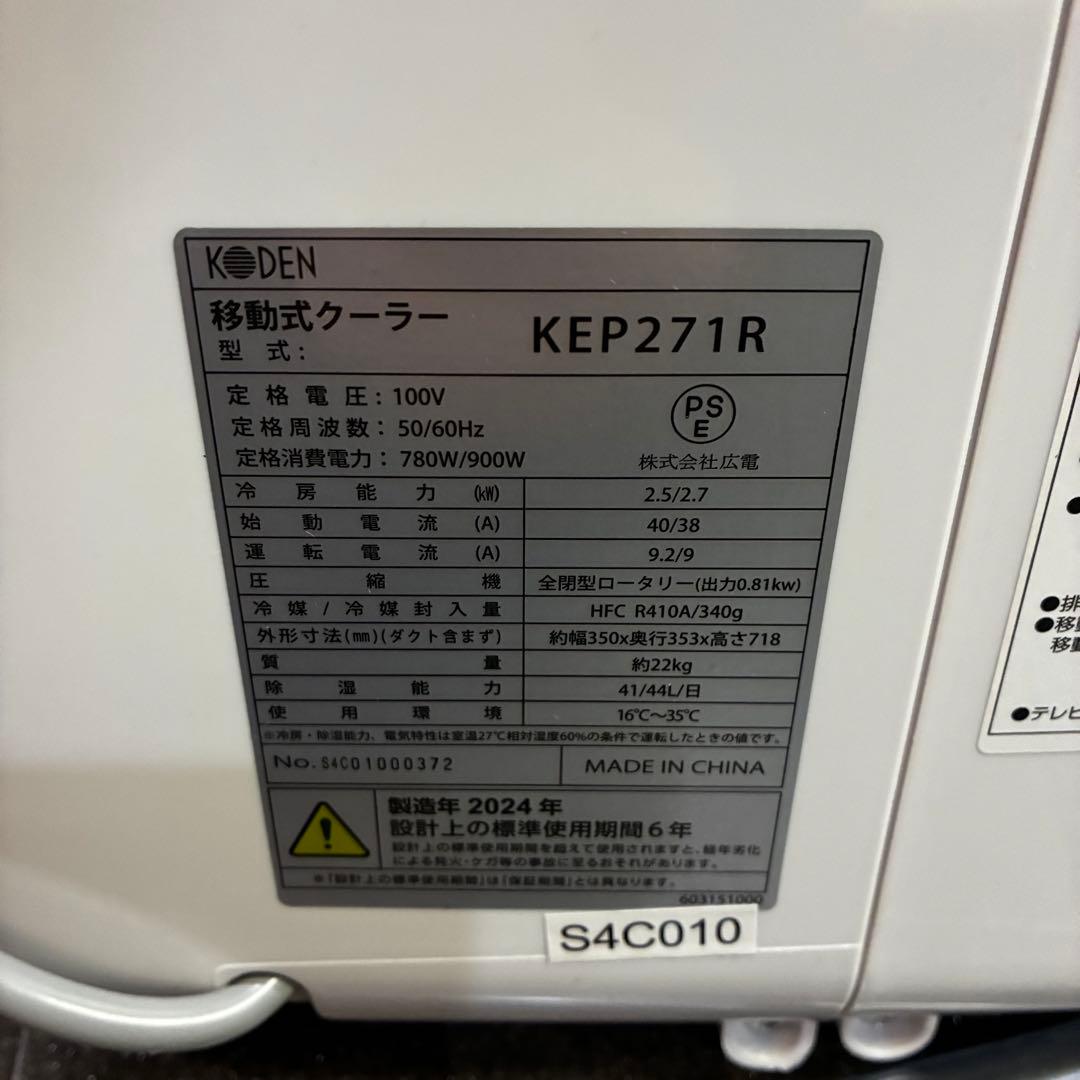 KODEN
移動式クーラー
型式: KEP271R
定格電圧: 100V
定格周波数: 50/60Hz
定格消費電力: 780W/900W
PSE
株式会社広電
冷房能力(kW) 2.5/2.7
始動電流(A) 40/38
運転電流(A) 9.2/9
圧縮機 全閉型ロータリー(出力0.81kw)
冷媒/冷媒封入量 HFC R410A/340g
外形寸法(mm)(ダクト含まず) 約幅350x奥行353x高さ718
質量 約22kg
除湿能力 41/44L/日
使用環境 16℃〜35℃
※冷房・除湿能力、電気特性は室温27℃相対湿度60%の条件で運転したときの値です。
No. S4C01000372 MADE IN CHINA
製造年 2024年
設計上の標準使用期間6年
設計上の標準使用期間を超えて使用されますと、経年劣化
による発火・ケガ等の事故に至るおそれがあります。
※「設計上の標準使用期間」は「保証期間」とは異なります。
603151000
S4C010
●排
●移動
移動
●テレビ